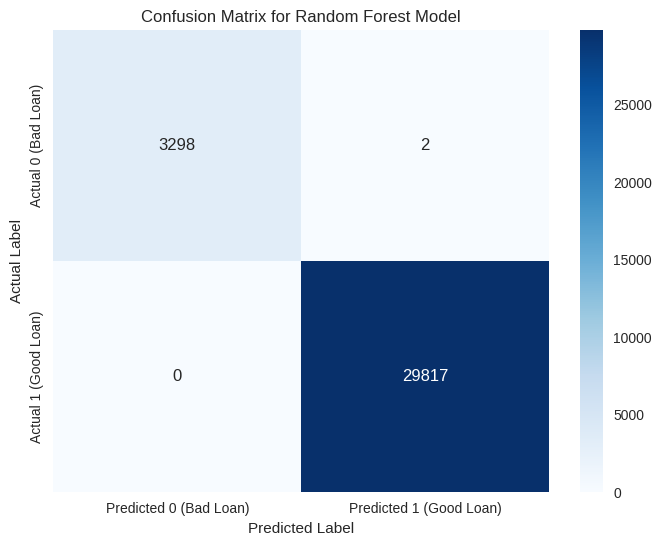 Confusion Matrix for Random Forest Model
Actual Label
Actual 0 (Bad Loan)
3298 2
Actual 1 (Good Loan)
0 29817
Predicted 0 (Bad Loan) Predicted 1 (Good Loan)
Predicted Label
25000
20000
15000
10000
5000
0